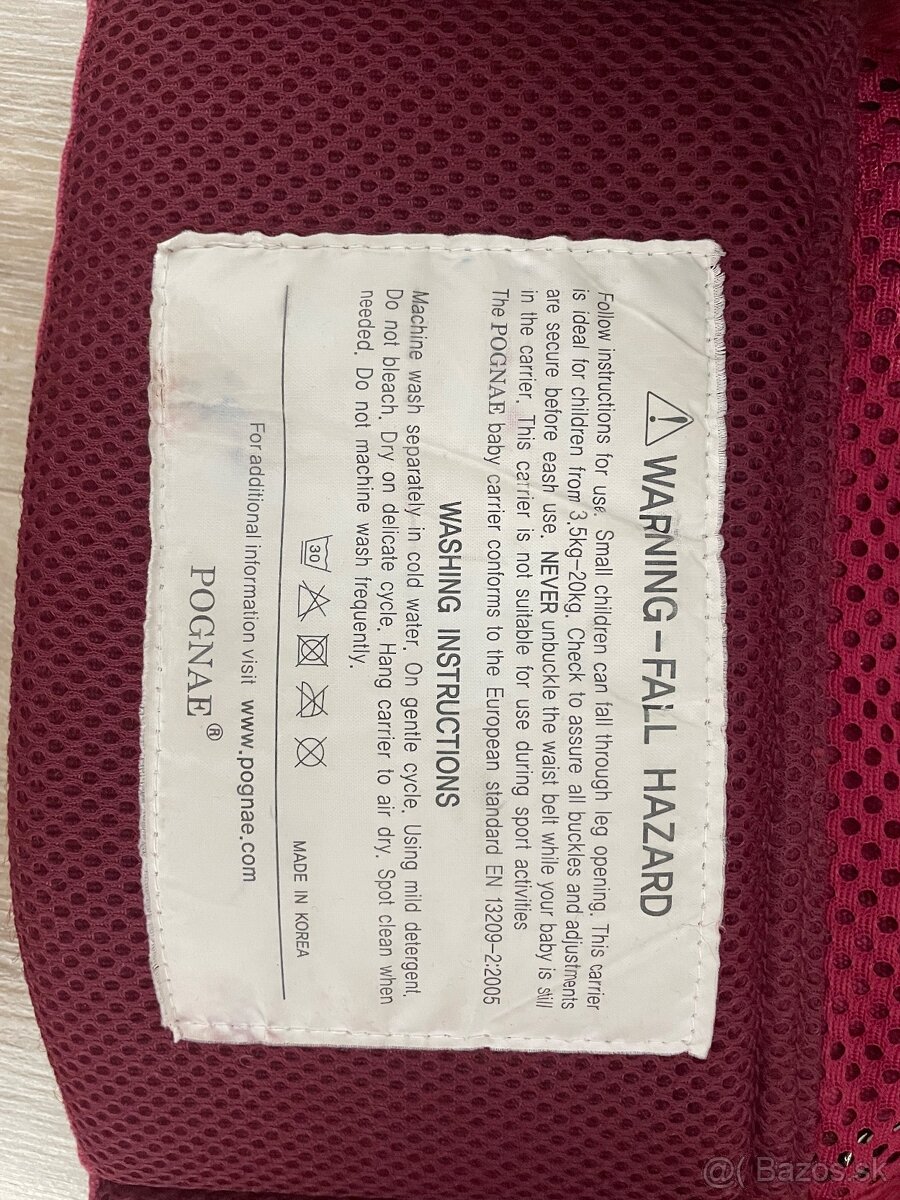 WARNING-FALL HAZARD
Follow instructions for use. Small children can fall through leg opening. This carrier
is ideal for children from 3.5kg-20kg. Check to assure all buckles and adjustments
are secure before eash use. NEVER unbuckle the waist belt while your baby is still
in the carrier. This carrier is not suitable for use during sport activities
The POGNAE baby carrier conforms to the European standard EN 13209-2:2005
WASHING INSTRUCTIONS
Machine wash separately in cold water. On gentle cycle. Using mild detergent.
Do not bleach. Dry on delicate cycle. Hang carrier to air dry. Spot clean when
needed. Do not machine wash frequently.
30
MADE IN KOREA
For additional information visit www.pognae.com
POGNAE®
@( Bazos.sk